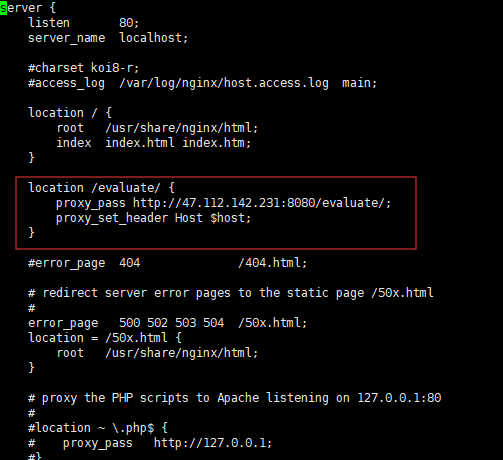 server {
    listen       80;
    server_name  localhost;

    #charset koi8-r;
    #access_log  /var/log/nginx/host.access.log  main;

    location / {
        root   /usr/share/nginx/html;
        index  index.html index.htm;
    }

    location /evaluate/ {
        proxy_pass http://47.112.142.231:8080/evaluate/;
        proxy_set_header Host $host;
    }

    #error_page  404              /404.html;

    # redirect server error pages to the static page /50x.html
    #
    error_page   500 502 503 504  /50x.html;
    location = /50x.html {
        root   /usr/share/nginx/html;
    }

    # proxy the PHP scripts to Apache listening on 127.0.0.1:80
    #
    #location ~ \.php$ {
    #    proxy_pass   http://127.0.0.1;
    #}